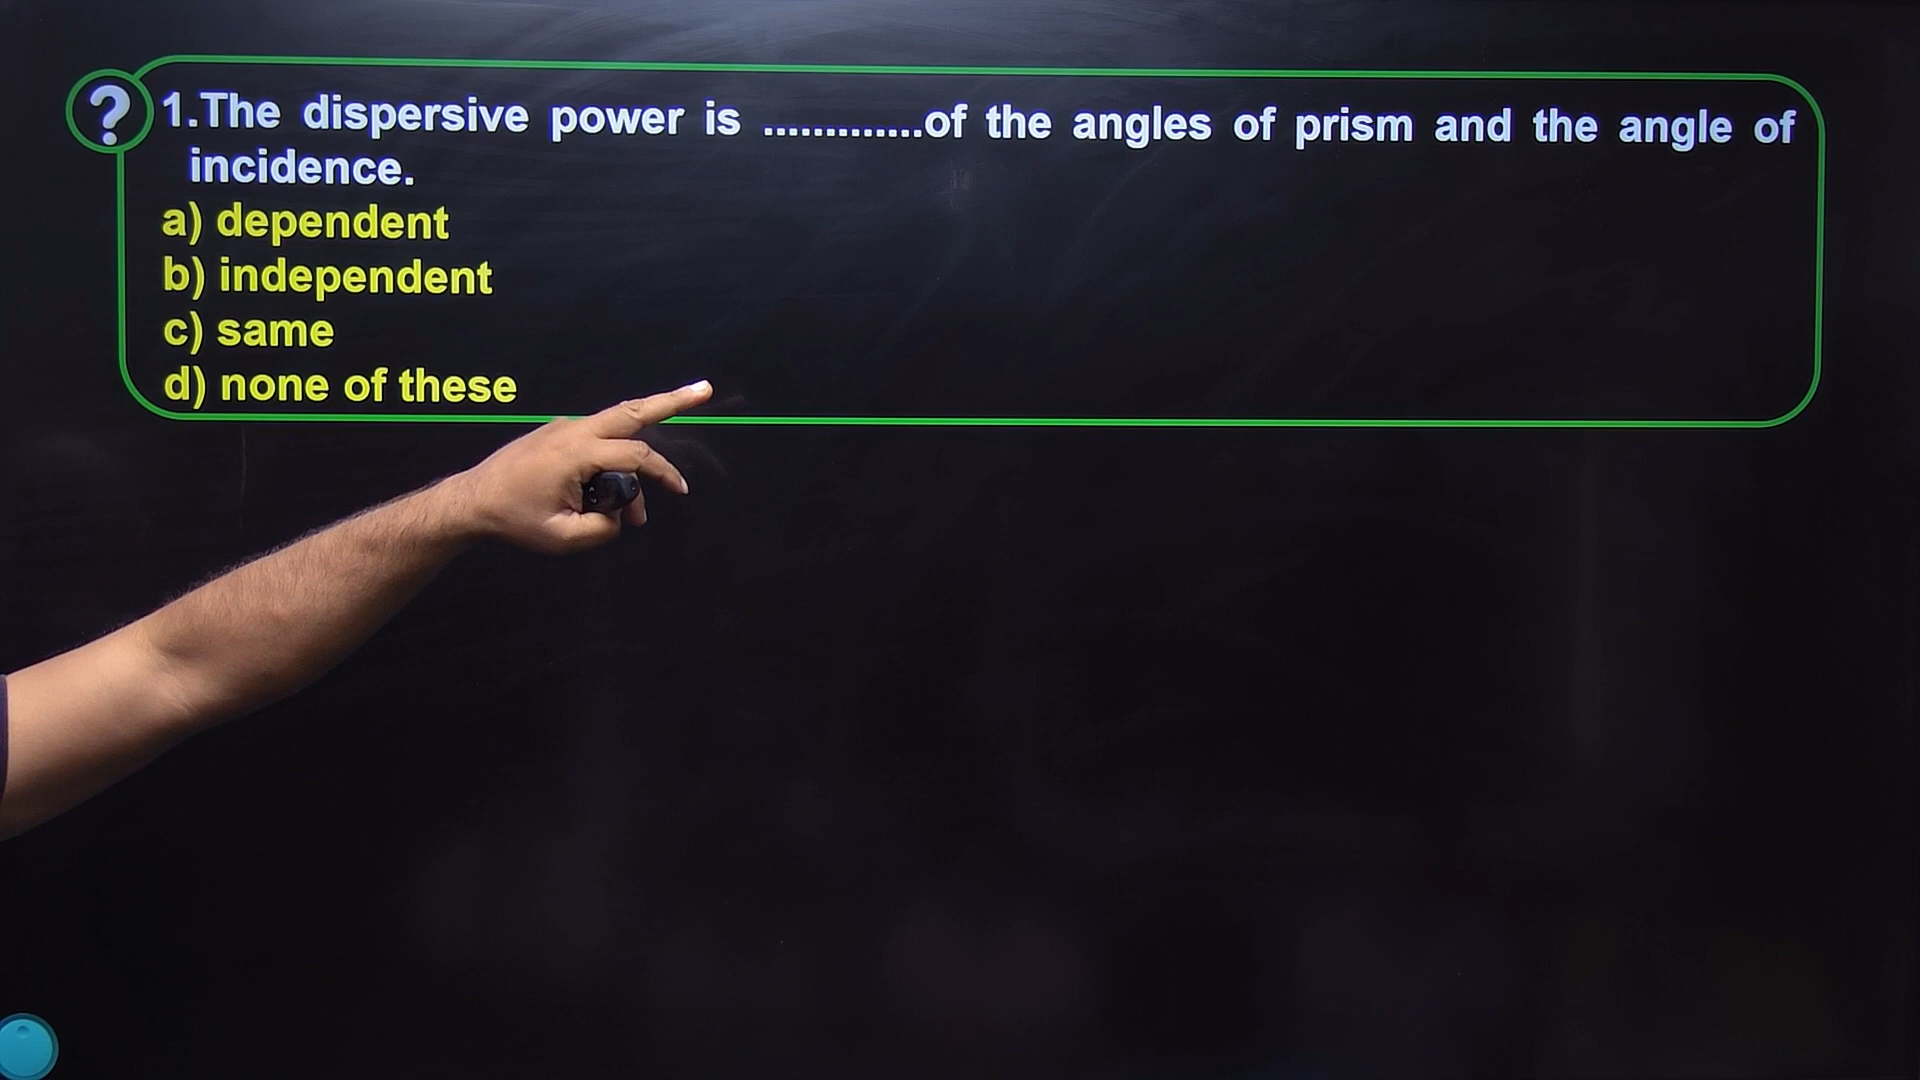 ?
1.The dispersive power is .............of the angles of prism and the angle of
incidence.
a) dependent
b) independent
c) same
d) none of these